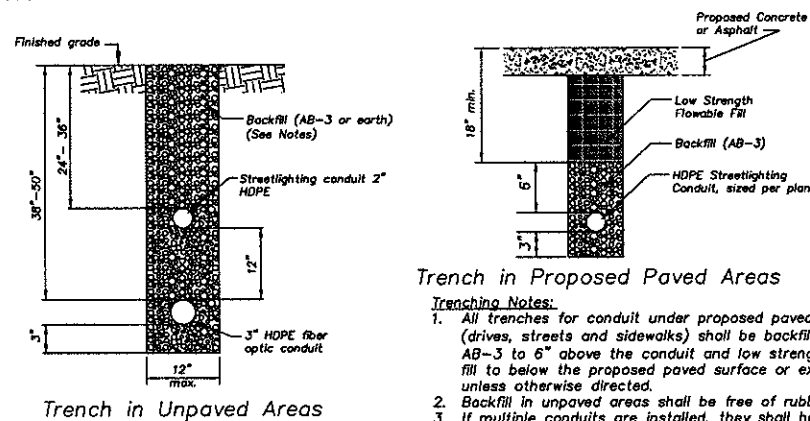 Finished grade
24"- 36"
38"-50"
3"
12"
max.
12"
Backfill (AB-3 or earth)
(See Notes)
Streetlighting conduit 2"
HDPE
3" HDPE fiber
optic conduit
Trench in Unpaved Areas
Proposed Concrete
or Asphalt
18" min.
6"
3"
Low Strength
Flowable Fill
Backfill (AB-3)
HDPE Streetlighting
Conduit, sized per plan
Trench in Proposed Paved Areas
Trenching Notes:
1. All trenches for conduit under proposed paved
(drives, streets and sidewalks) shall be backfil
AB-3 to 6" above the conduit and low streng
fill to below the proposed paved surface or ex
unless otherwise directed.
2. Backfill in unpaved areas shall be free of rubb
3. If multiple conduits are installed, they shall